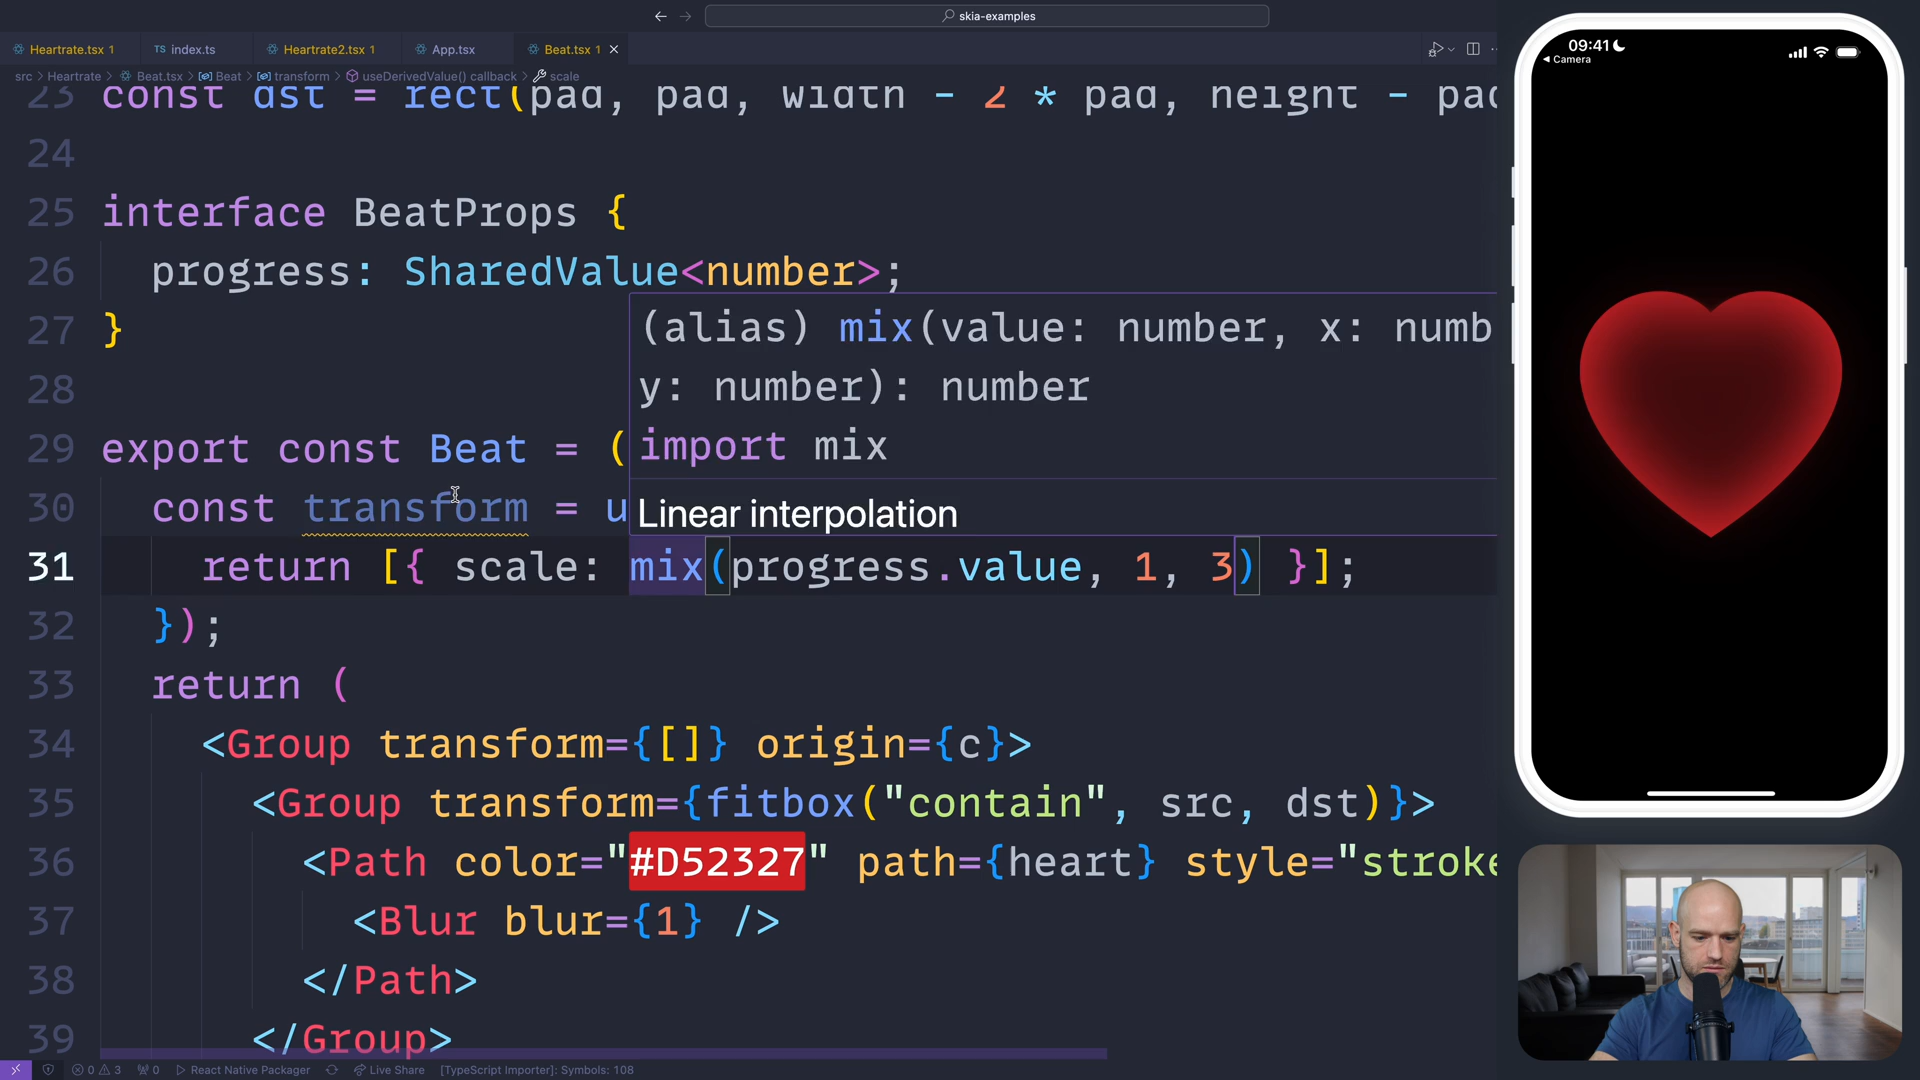 skia-examples
Heartrate.tsx 1
TS index.ts
Heartrate2.tsx 1
App.tsx
Beat.tsx 1
src > Heartrate > Beat.tsx > Beat > transform > useDerivedValue() callback > scale
23 const dst = rect(pad, pad, width - 2 * pad, height - pad
24
25 interface BeatProps {
26 progress: SharedValue<number>;
27 }
28
29 export const Beat = (
30 const transform = u
31 return [{ scale: mix(progress.value, 1, 3) }];
32 });
33 return (
34 <Group transform={[]} origin={c}>
35 <Group transform={fitbox("contain", src, dst)}>
36 <Path color="#D52327" path={heart} style="stroke
37 <Blur blur={1} />
38 </Path>
39 </Group>
(alias) mix(value: number, x: numb
y: number): number
import mix
Linear interpolation
0 3 0 React Native Packager Live Share [TypeScript Importer]: Symbols: 108
09:41
Camera